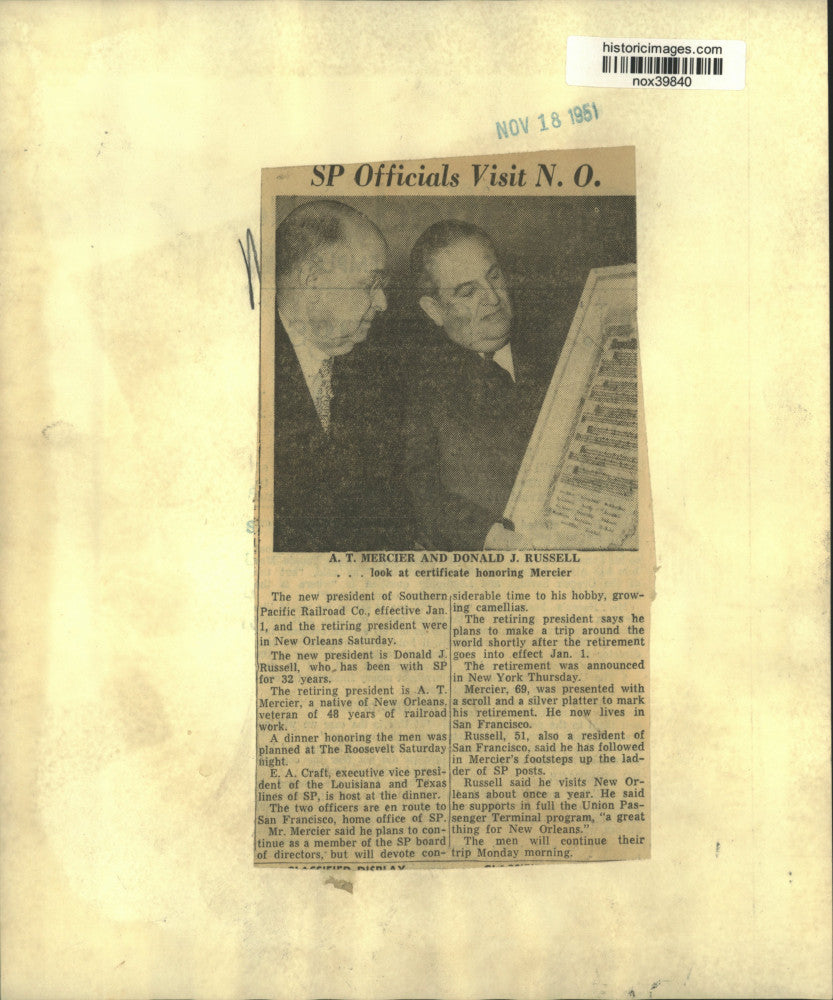 historicimages.com
nox39840
NOV 18 1951
SP Officials Visit N. O.
A. T. MERCIER AND DONALD J. RUSSELL
. . . look at certificate honoring Mercier
The new president of Southern
Pacific Railroad Co., effective Jan.
1, and the retiring president were
in New Orleans Saturday.
The new president is Donald J.
Russell, who has been with SP
for 32 years.
The retiring president is A. T.
Mercier, a native of New Orleans,
veteran of 48 years of railroad
work.
A dinner honoring the men was
planned at The Roosevelt Saturday
night.
E. A. Craft, executive vice presi-
dent of the Louisiana and Texas
lines of SP, is host at the dinner.
The two officers are en route to
San Francisco, home office of SP.
Mr. Mercier said he plans to con-
tinue as a member of the SP board
of directors, but will devote con-
siderable time to his hobby, grow-
ing camellias.
The retiring president says he
plans to make a trip around the
world shortly after the retirement
goes into effect Jan. 1.
The retirement was announced
in New York Thursday.
Mercier, 69, was presented with
a scroll and a silver platter to mark
his retirement. He now lives in
San Francisco.
Russell, 51, also a resident of
San Francisco, said he has followed
in Mercier's footsteps up the lad-
der of SP posts.
Russell said he visits New Or-
leans about once a year. He said
he supports in full the Union Pas-
senger Terminal program, "a great
thing for New Orleans."
The men will continue their
trip Monday morning.
CLASSIFIED DISPLAY